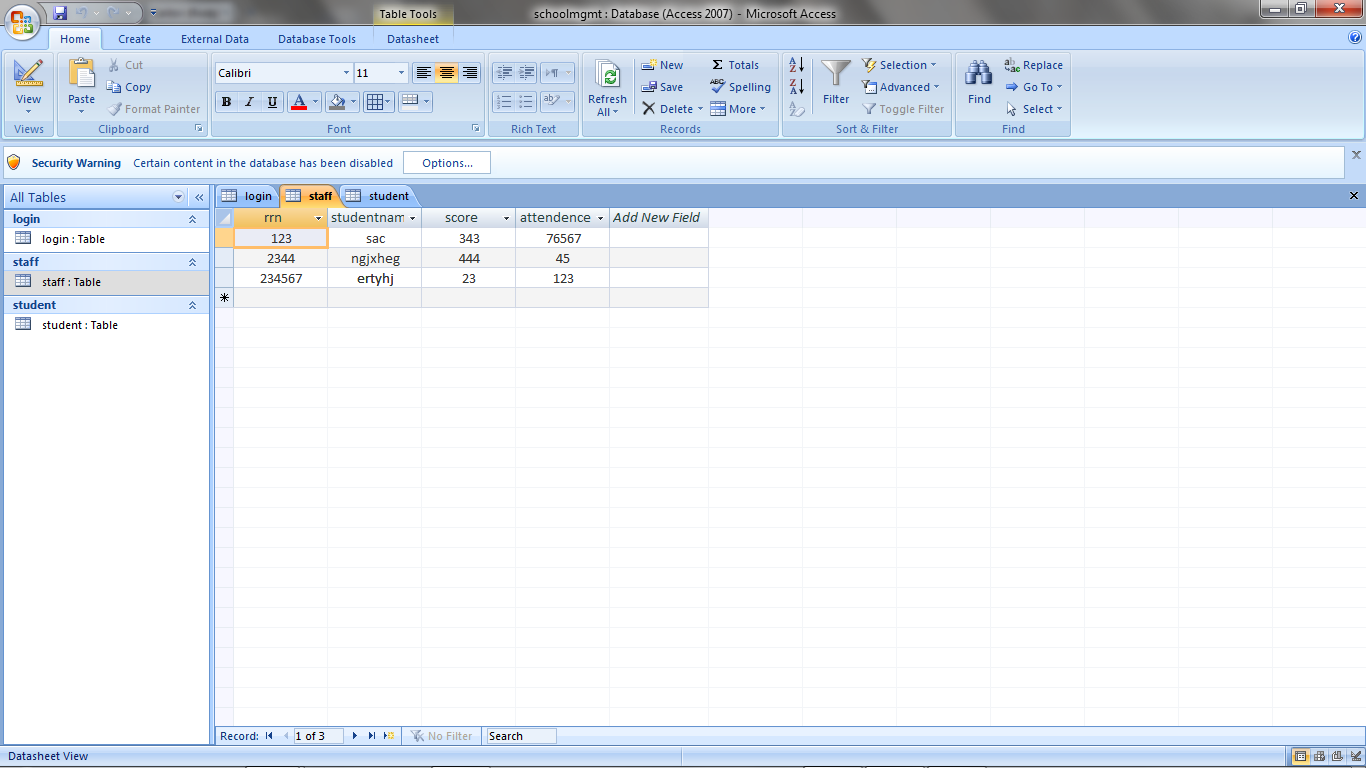 Table Tools
schoolmgmt : Database (Access 2007) - Microsoft Access
Home Create External Data Database Tools Datasheet
View
Views
Paste
Cut
Copy
Format Painter
Clipboard
Calibri 11
B I U A
Font
Rich Text
Refresh All
New
Save
Delete
Σ Totals
Spelling
More
Records
Filter
Selection
Advanced
Toggle Filter
Sort & Filter
Find
Replace
Go To
Select
Find
Security Warning Certain content in the database has been disabled Options...
All Tables
login
login : Table
staff
staff : Table
student
student : Table
login staff student
rrn studentnam score attendence Add New Field
123 sac 343 76567
2344 ngjxheg 444 45
234567 ertyhj 23 123
Record: 1 of 3 No Filter Search
Datasheet View